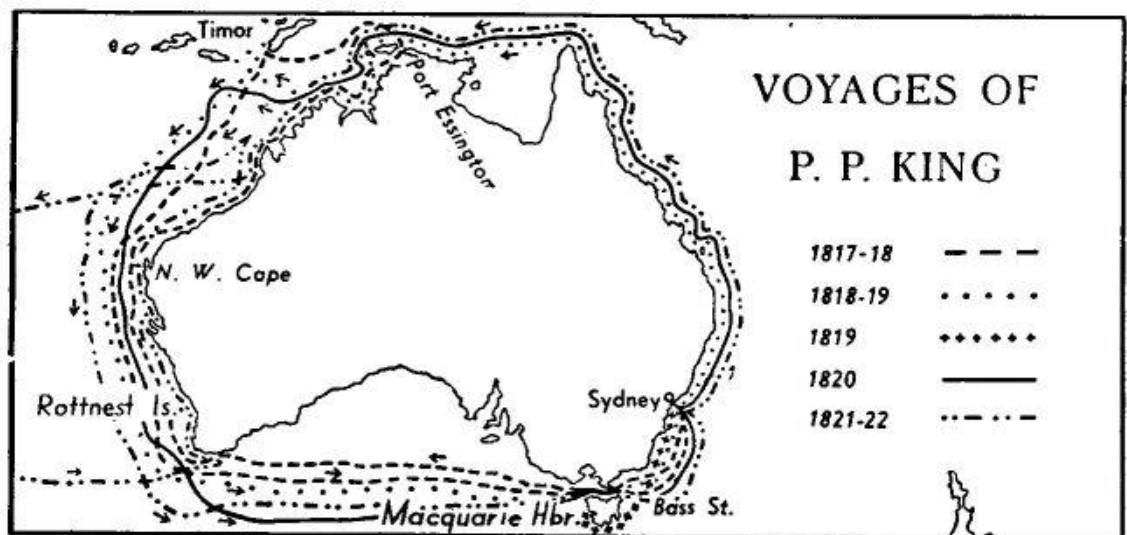 Timor
Port Essington
VOYAGES OF
P. P. KING
N. W. Cape
1817-18
1818-19
1819
1820
1821-22
Rottnest Is.
Sydney
Macquarie Hbr.
Bass St.